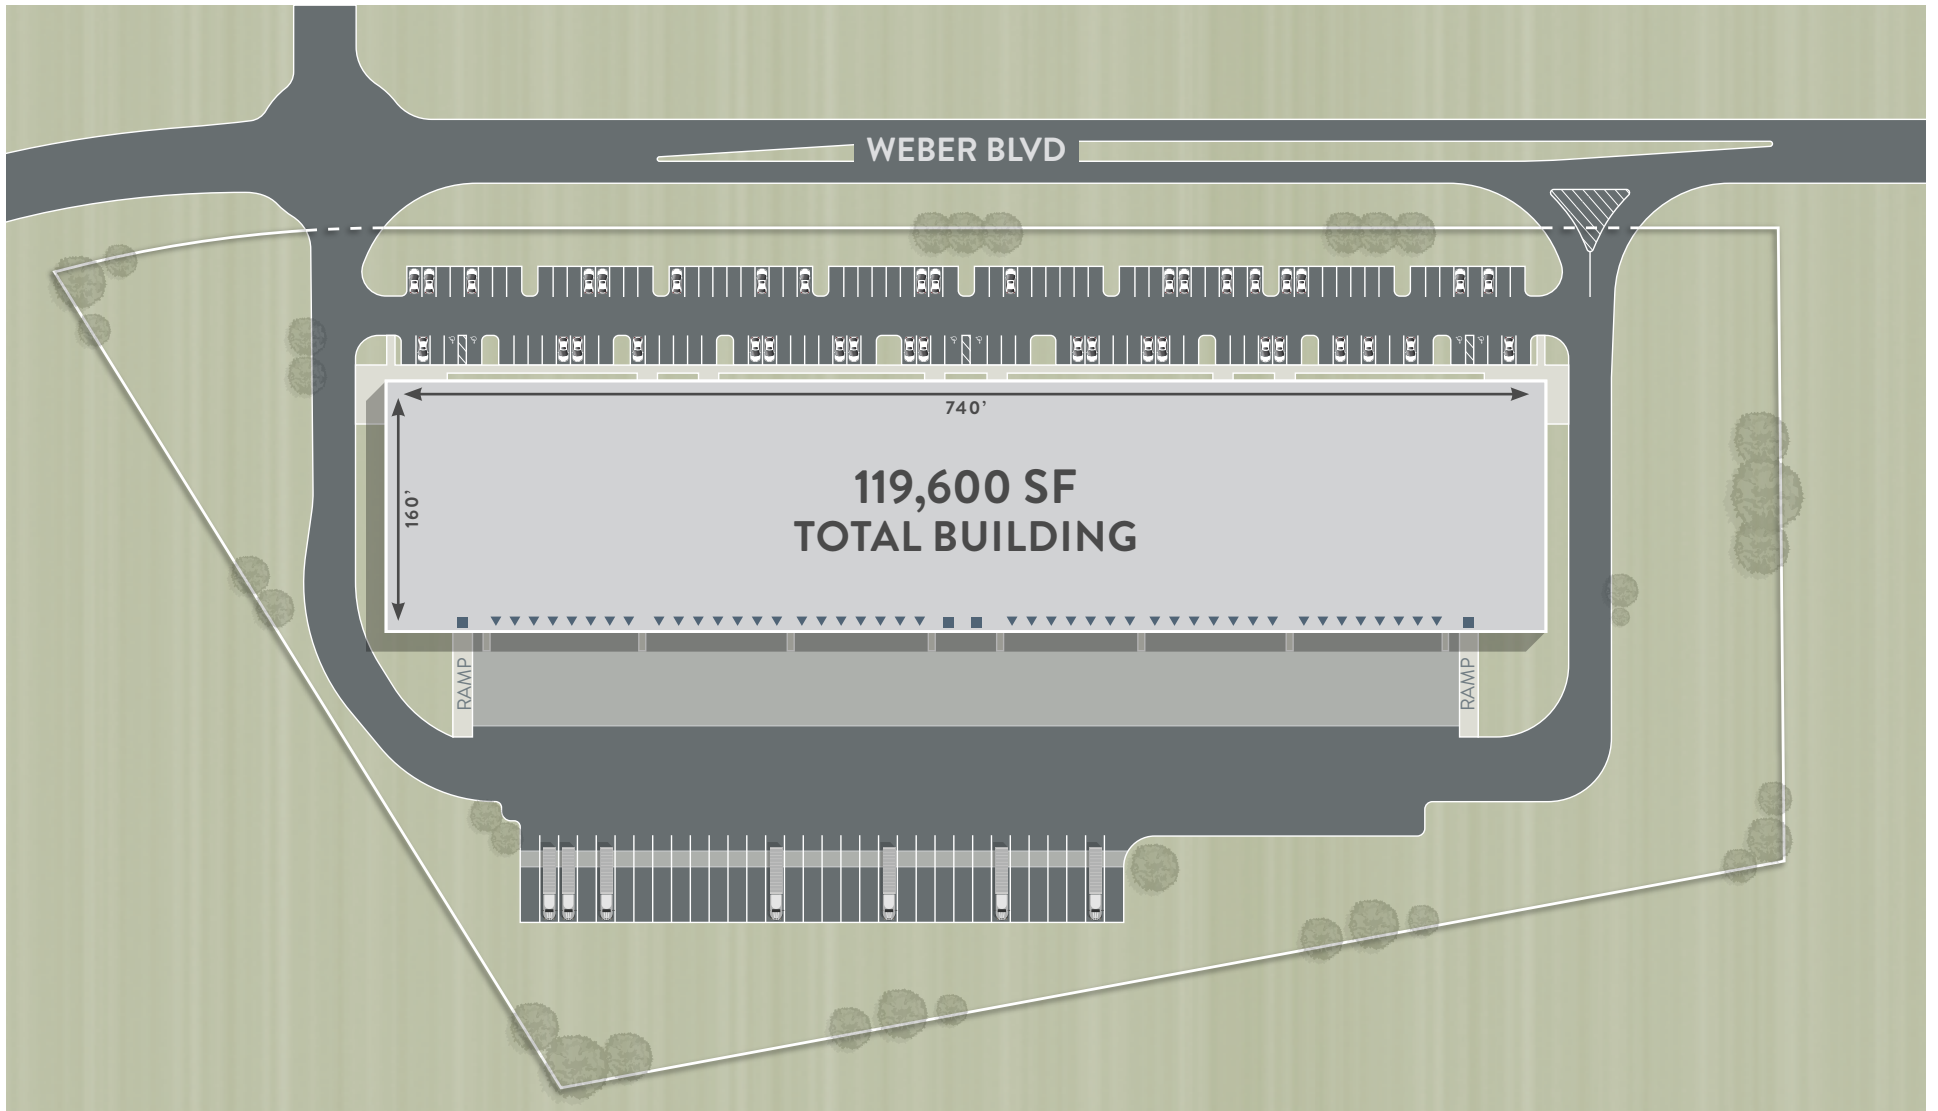 WEBER BLVD
740’
160’
119,600 SF
TOTAL BUILDING
RAMP
RAMP